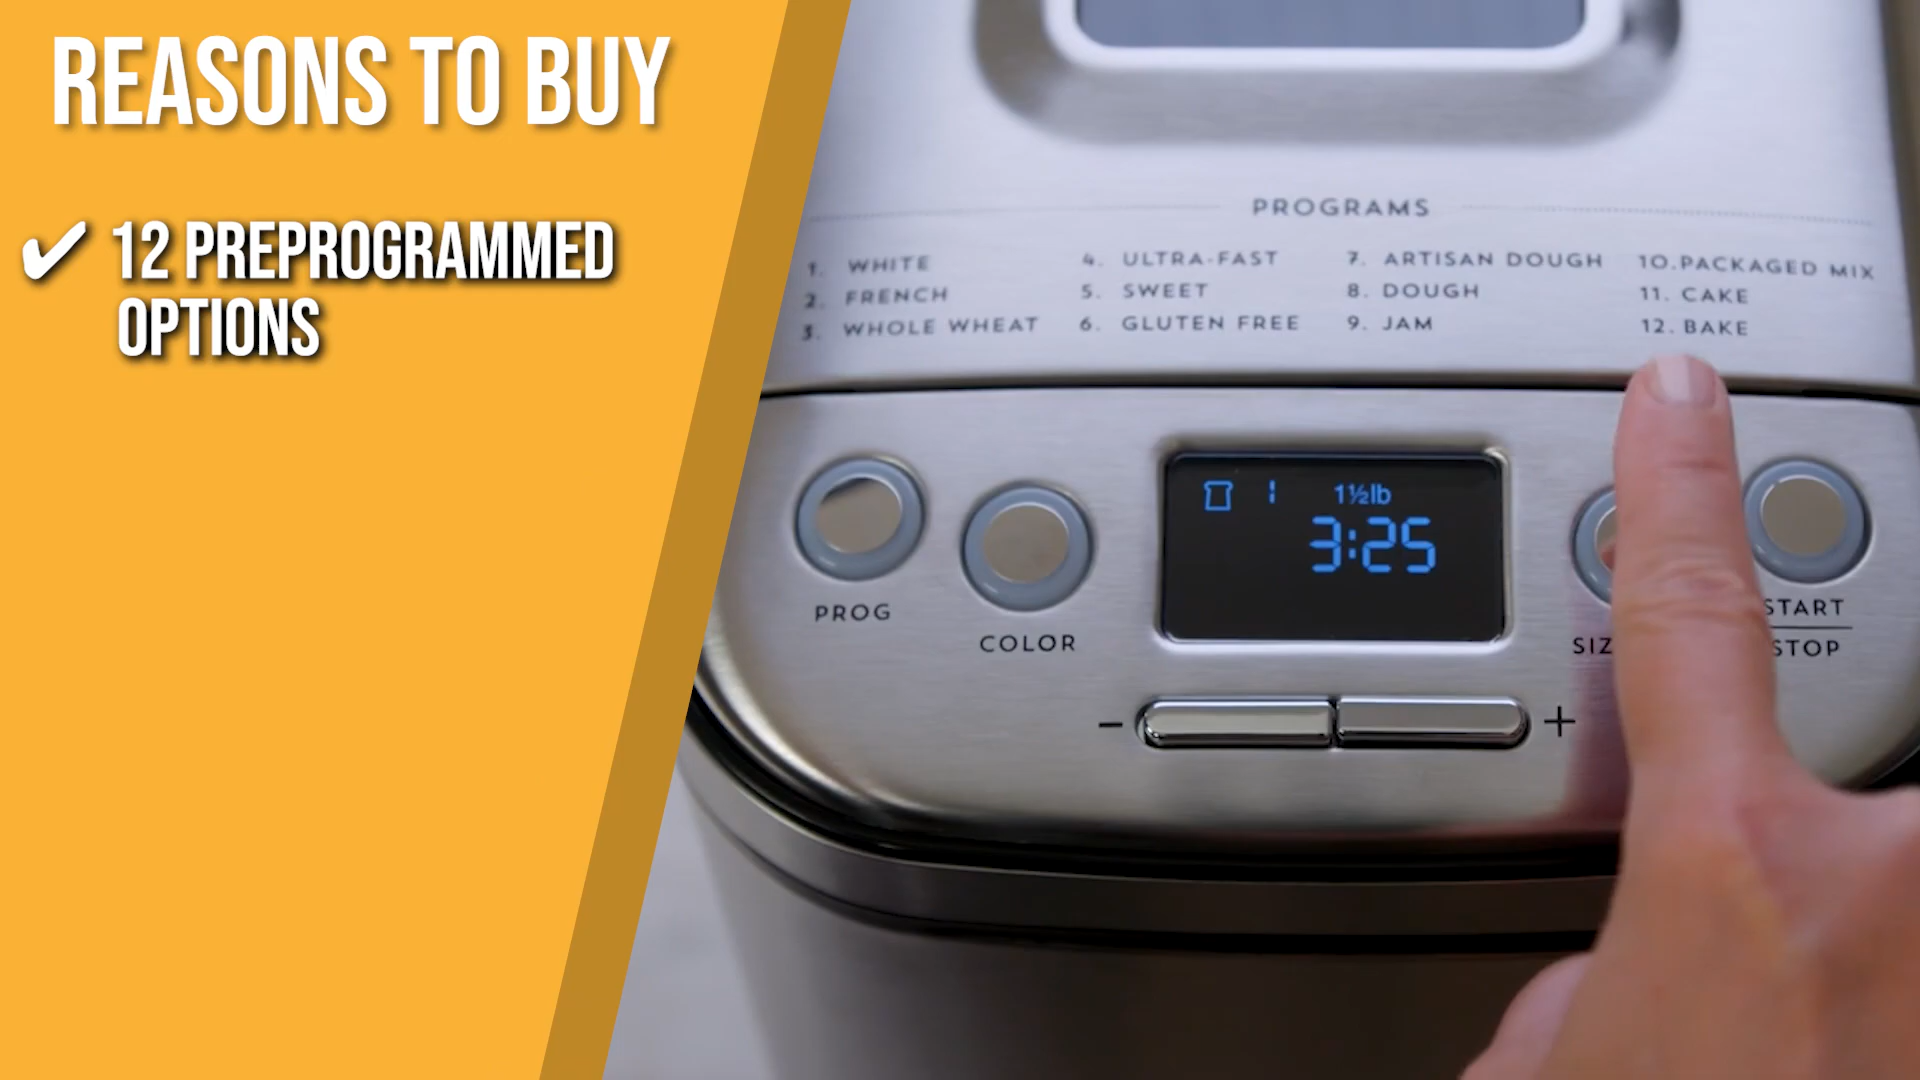 REASONS TO BUY
✔ 12 PREPROGRAMMED
OPTIONS
PROGRAMS
1. WHITE
2. FRENCH
3. WHOLE WHEAT
4. ULTRA-FAST
5. SWEET
6. GLUTEN FREE
7. ARTISAN DOUGH
8. DOUGH
9. JAM
10. PACKAGED MIX
11. CAKE
12. BAKE
1 1½lb
3:25
PROG
COLOR
SIZ
START
STOP
- +